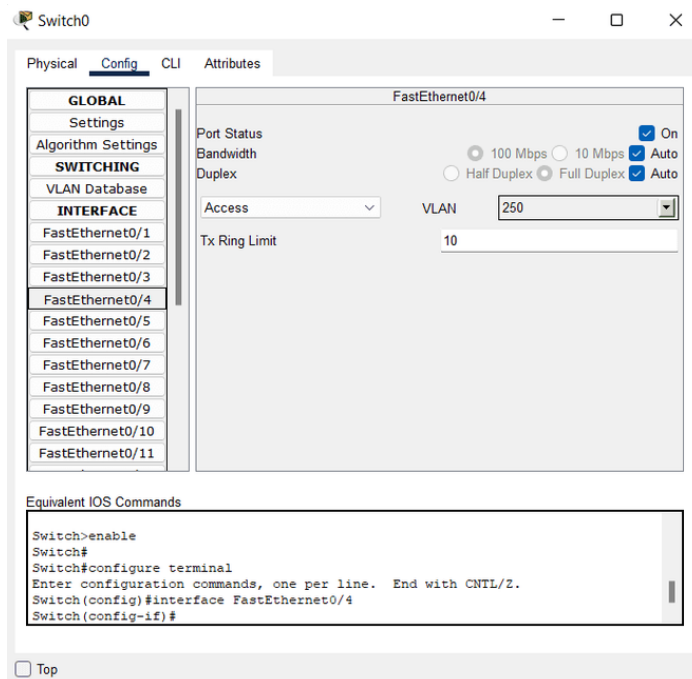 Switch0
Physical Config CLI Attributes
GLOBAL
Settings
Algorithm Settings
SWITCHING
VLAN Database
INTERFACE
FastEthernet0/1
FastEthernet0/2
FastEthernet0/3
FastEthernet0/4
FastEthernet0/5
FastEthernet0/6
FastEthernet0/7
FastEthernet0/8
FastEthernet0/9
FastEthernet0/10
FastEthernet0/11
FastEthernet0/4
Port Status On
Bandwidth 100 Mbps 10 Mbps Auto
Duplex Half Duplex Full Duplex Auto
Access VLAN 250
Tx Ring Limit 10
Equivalent IOS Commands
Switch>enable
Switch#
Switch#configure terminal
Enter configuration commands, one per line. End with CNTL/Z.
Switch(config)#interface FastEthernet0/4
Switch(config-if)#
Top